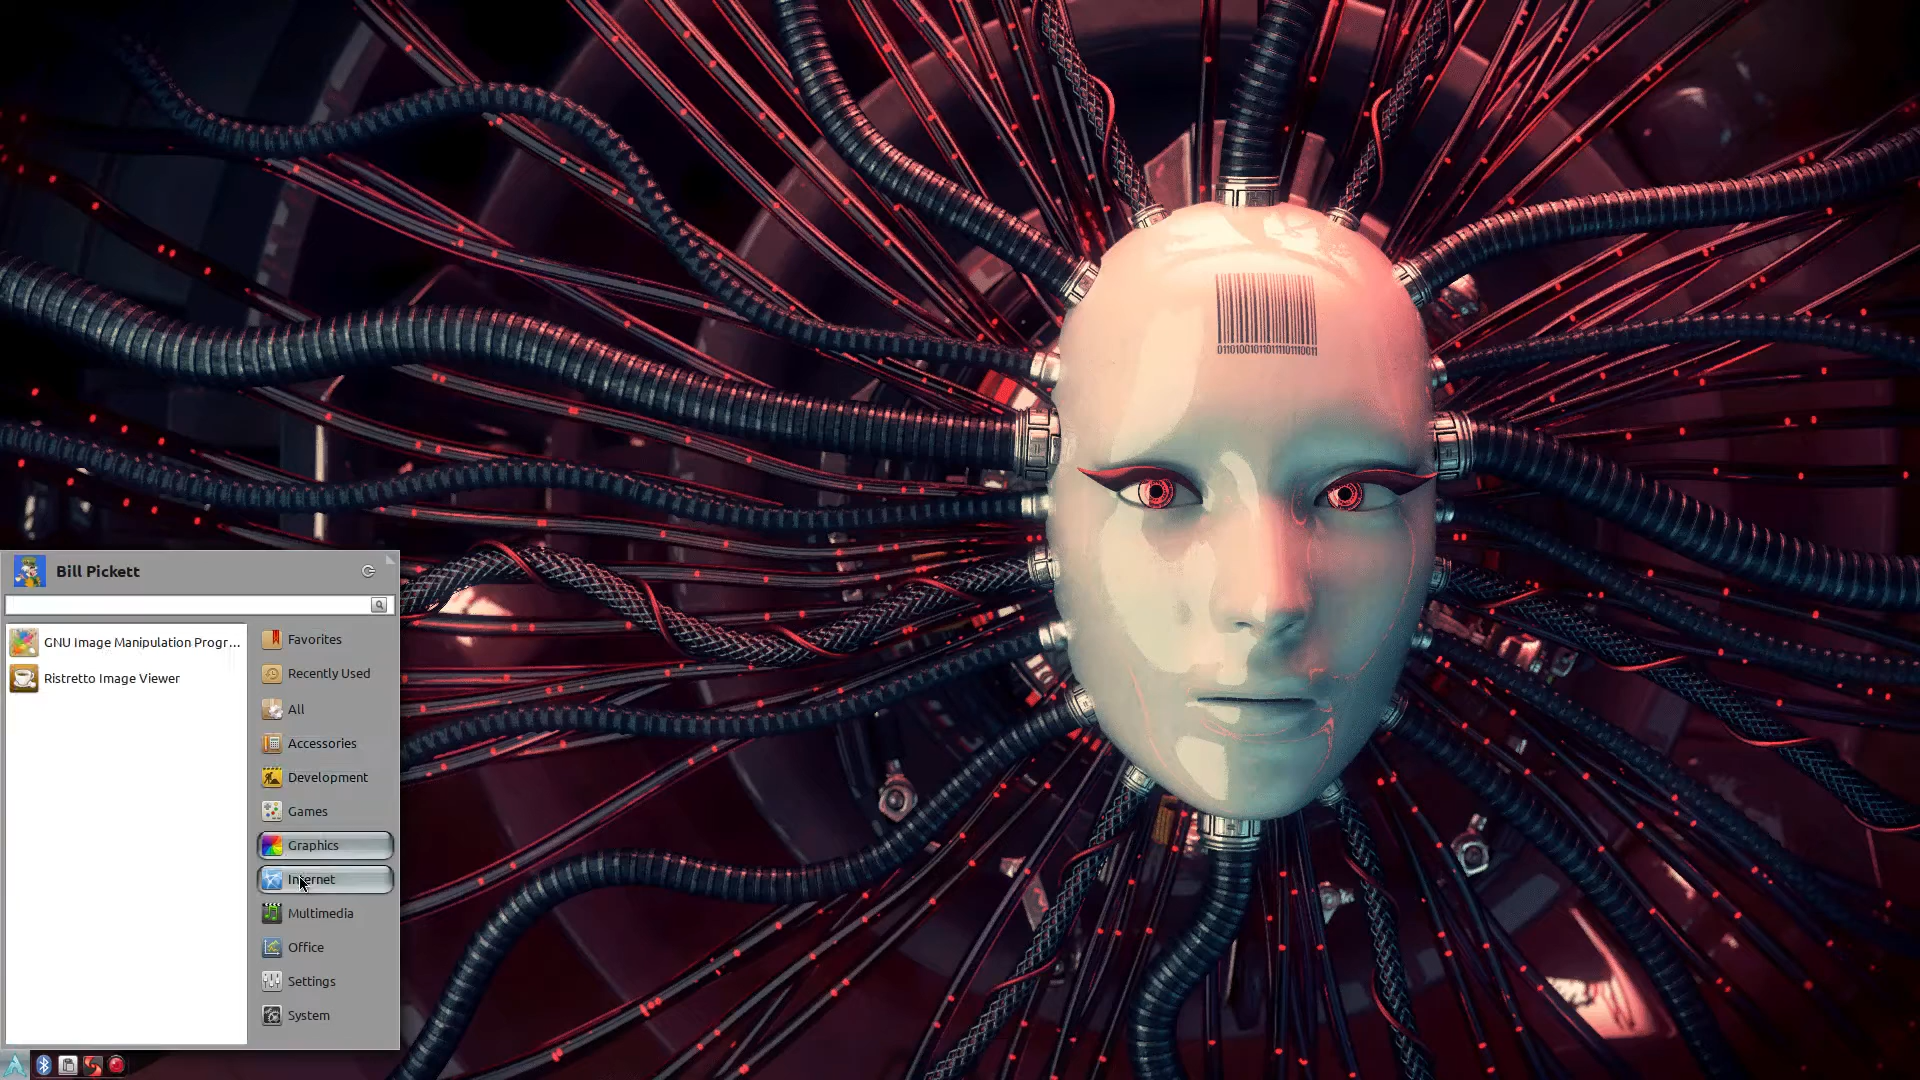 01101001011011110111011100011
Bill Pickett
GNU Image Manipulation Progr...
Ristretto Image Viewer
Favorites
Recently Used
All
Accessories
Development
Games
Graphics
Internet
Multimedia
Office
Settings
System